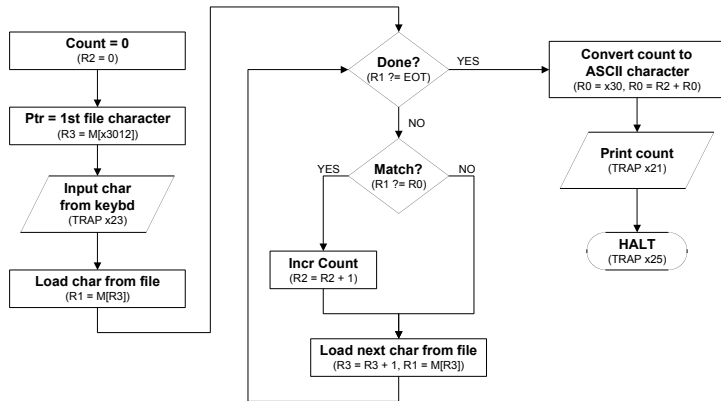 Count = 0
(R2 = 0)
Ptr = 1st file character
(R3 = M[x3012])
Input char
from keybd
(TRAP x23)
Load char from file
(R1 = M[R3])
Done?
(R1 ?= EOT)
YES
NO
Match?
(R1 ?= R0)
YES
NO
Incr Count
(R2 = R2 + 1)
Load next char from file
(R3 = R3 + 1, R1 = M[R3])
Convert count to
ASCII character
(R0 = x30, R0 = R2 + R0)
Print count
(TRAP x21)
HALT
(TRAP x25)